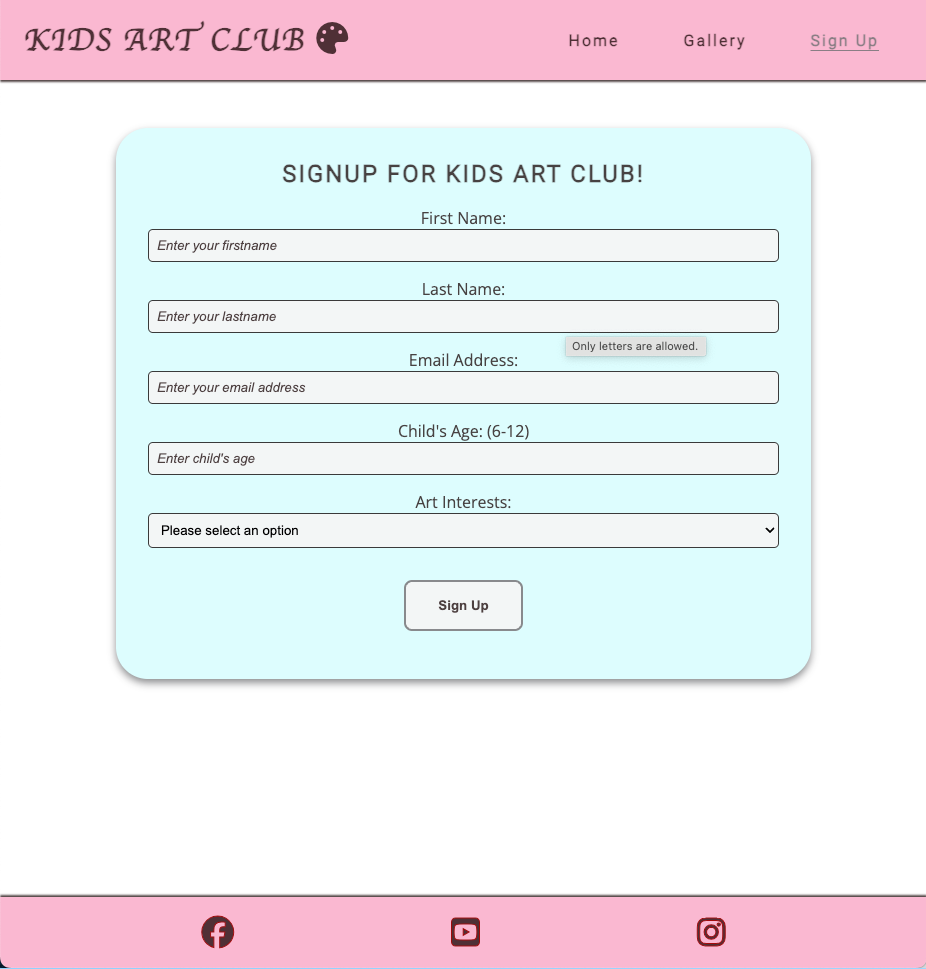 KIDS ART CLUB
Home Gallery Sign Up
SIGNUP FOR KIDS ART CLUB!
First Name:
Enter your firstname
Last Name:
Enter your lastname
Only letters are allowed.
Email Address:
Enter your email address
Child's Age: (6-12)
Enter child's age
Art Interests:
Please select an option
Sign Up